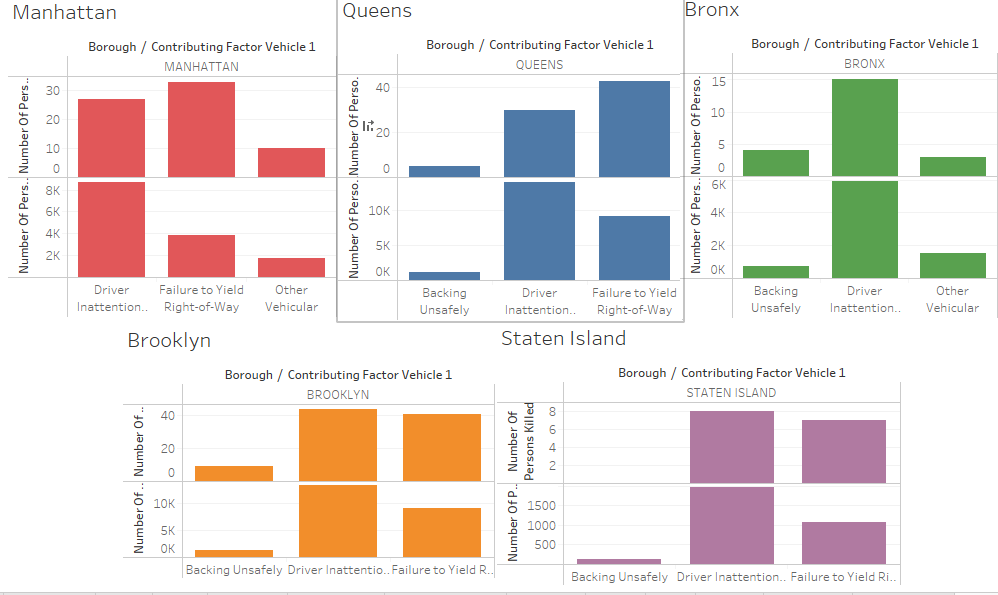 Manhattan
Borough / Contributing Factor Vehicle 1
MANHATTAN
Number Of Pers..
30
20
10
0
Number Of Pers..
8K
6K
4K
2K
Driver Inattention..
Failure to Yield Right-of-Way
Other Vehicular
Queens
Borough / Contributing Factor Vehicle 1
QUEENS
Number Of Perso..
40
20
0
Number Of Perso..
10K
5K
0K
Backing Unsafely
Driver Inattention..
Failure to Yield Right-of-Way
Bronx
Borough / Contributing Factor Vehicle 1
BRONX
Number Of Perso..
15
10
5
0
Number Of Pers..
6K
4K
2K
0K
Backing Unsafely
Driver Inattention..
Other Vehicular
Brooklyn
Borough / Contributing Factor Vehicle 1
BROOKLYN
Number Of ..
40
20
0
Number Of ..
10K
5K
0K
Backing Unsafely
Driver Inattentio..
Failure to Yield R..
Staten Island
Borough / Contributing Factor Vehicle 1
STATEN ISLAND
Number Of
Persons Killed
8
6
4
2
Number Of P..
1500
1000
500
Backing Unsafely
Driver Inattention..
Failure to Yield Ri..